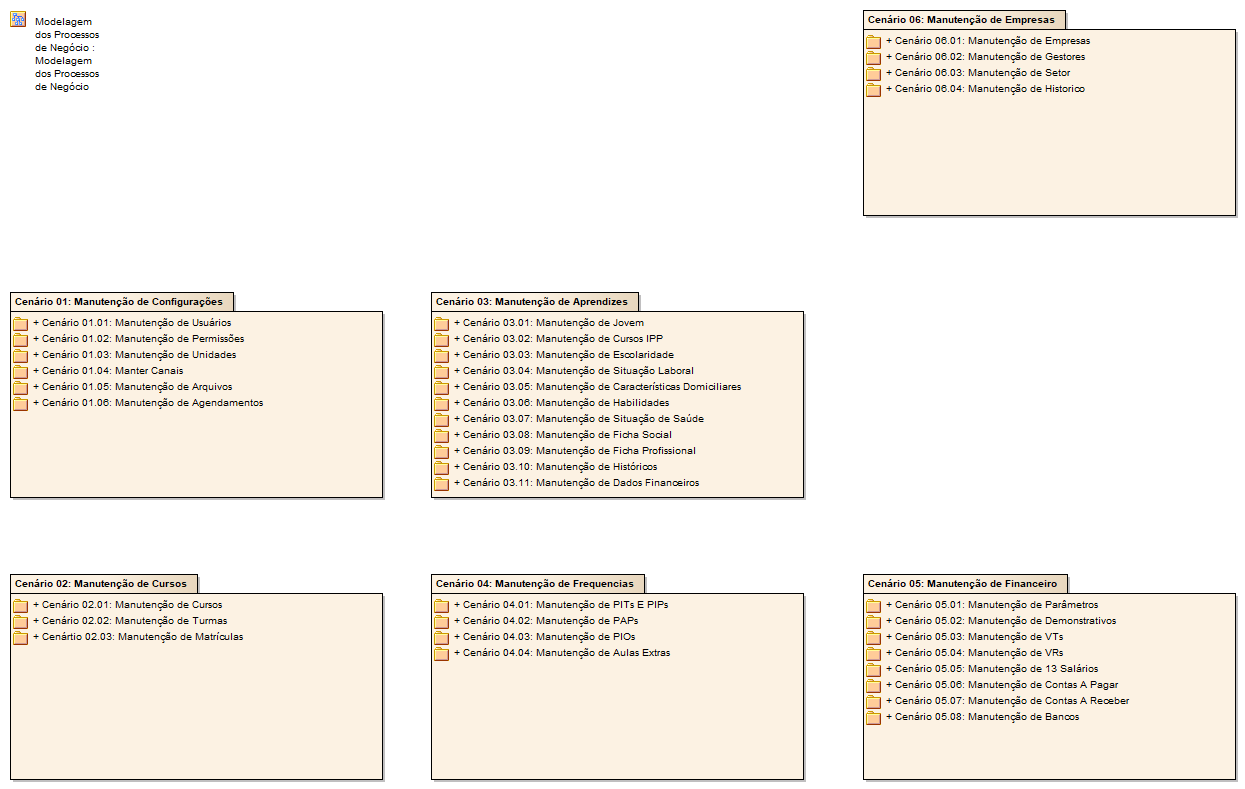 Modelagem
dos Processos
de Negócio :
Modelagem
dos Processos
de Negócio
Cenário 06: Manutenção de Empresas
+ Cenário 06.01: Manutenção de Empresas
+ Cenário 06.02: Manutenção de Gestores
+ Cenário 06.03: Manutenção de Setor
+ Cenário 06.04: Manutenção de Historico
Cenário 01: Manutenção de Configurações
+ Cenário 01.01: Manutenção de Usuários
+ Cenário 01.02: Manutenção de Permissões
+ Cenário 01.03: Manutenção de Unidades
+ Cenário 01.04: Manter Canais
+ Cenário 01.05: Manutenção de Arquivos
+ Cenário 01.06: Manutenção de Agendamentos
Cenário 03: Manutenção de Aprendizes
+ Cenário 03.01: Manutenção de Jovem
+ Cenário 03.02: Manutenção de Cursos IPP
+ Cenário 03.03: Manutenção de Escolaridade
+ Cenário 03.04: Manutenção de Situação Laboral
+ Cenário 03.05: Manutenção de Características Domiciliares
+ Cenário 03.06: Manutenção de Habilidades
+ Cenário 03.07: Manutenção de Situação de Saúde
+ Cenário 03.08: Manutenção de Ficha Social
+ Cenário 03.09: Manutenção de Ficha Profissional
+ Cenário 03.10: Manutenção de Históricos
+ Cenário 03.11: Manutenção de Dados Financeiros
Cenário 02: Manutenção de Cursos
+ Cenário 02.01: Manutenção de Cursos
+ Cenário 02.02: Manutenção de Turmas
+ Cenártio 02.03: Manutenção de Matrículas
Cenário 04: Manutenção de Frequencias
+ Cenário 04.01: Manutenção de PITs E PIPs
+ Cenário 04.02: Manutenção de PAPs
+ Cenário 04.03: Manutenção de PIOs
+ Cenário 04.04: Manutenção de Aulas Extras
Cenário 05: Manutenção de Financeiro
+ Cenário 05.01: Manutenção de Parâmetros
+ Cenário 05.02: Manutenção de Demonstrativos
+ Cenário 05.03: Manutenção de VTs
+ Cenário 05.04: Manutenção de VRs
+ Cenário 05.05: Manutenção de 13 Salários
+ Cenário 05.06: Manutenção de Contas A Pagar
+ Cenário 05.07: Manutenção de Contas A Receber
+ Cenário 05.08: Manutenção de Bancos